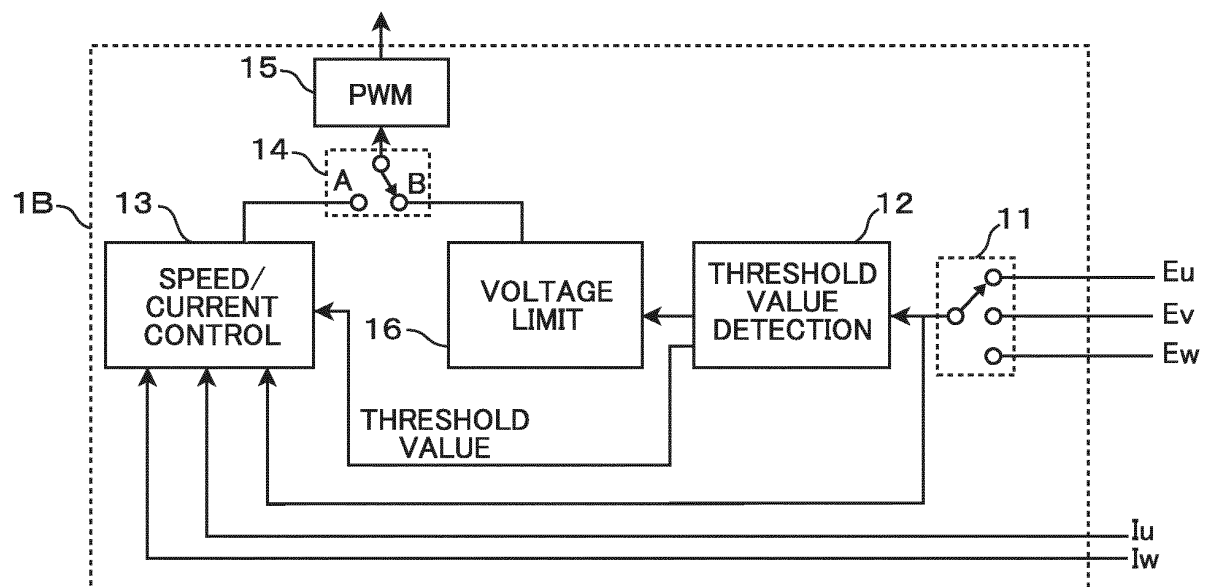 15
PWM
14
A
B
1B
13
12
11
SPEED/
CURRENT
CONTROL
VOLTAGE
LIMIT
16
THRESHOLD
VALUE
DETECTION
Eu
Ev
Ew
THRESHOLD
VALUE
Iu
Iw